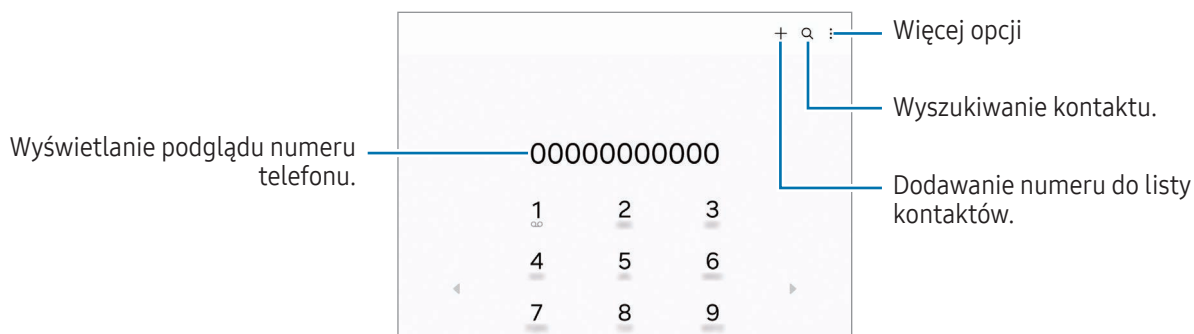 Więcej opcji
Wyszukiwanie kontaktu.
Wyświetlanie podglądu numeru
telefonu.
00000000000
Dodawanie numeru do listy
kontaktów.
1 2 3
4 5 6
7 8 9